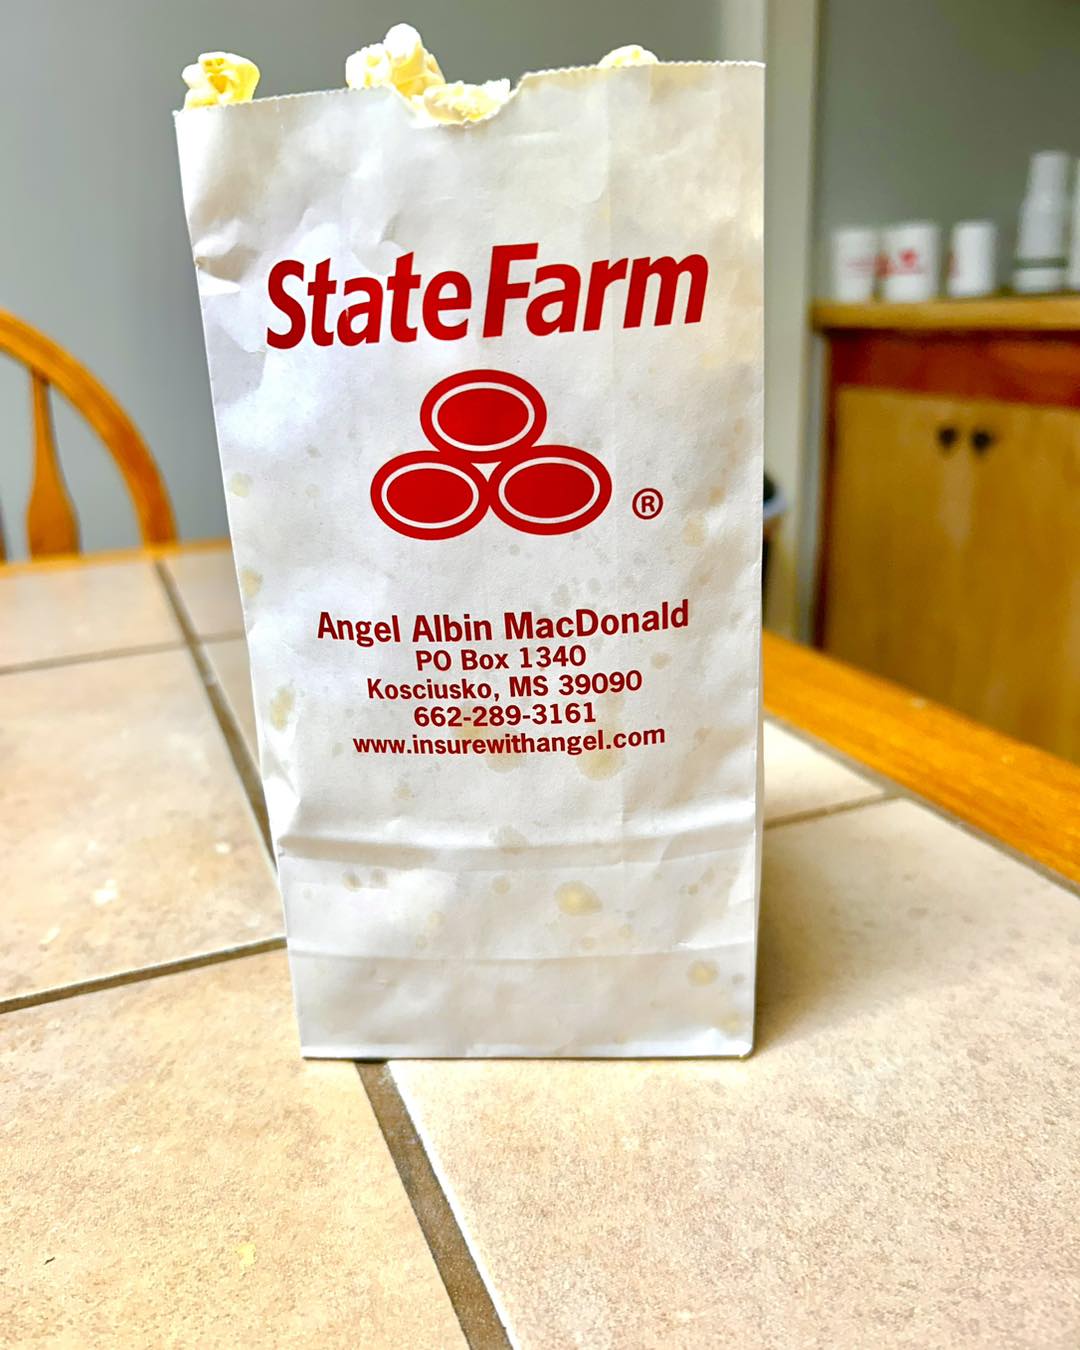 State Farm
®
Angel Albin MacDonald
PO Box 1340
Kosciusko, MS 39090
662-289-3161
www.insurewithangel.com